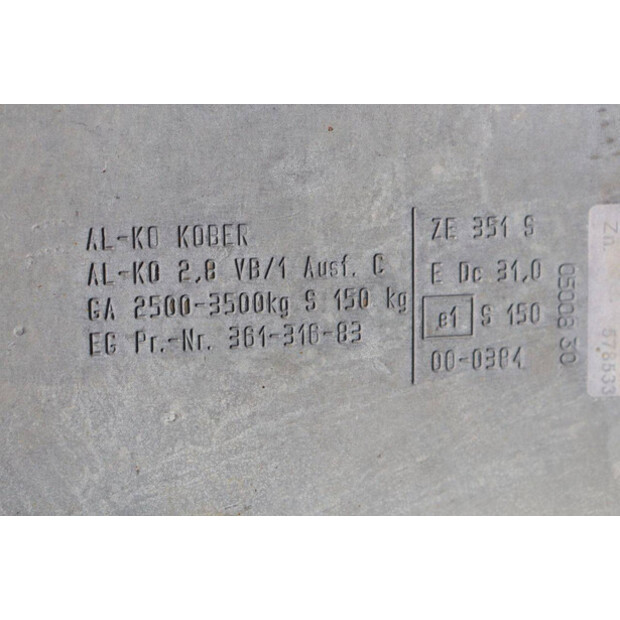 AL-KO KOBER
AL-KO 2,8 VB/1 Ausf. C
GA 2500-3500kg S 150 kg
EG Pr.-Nr. 361-316-83
ZE 351 S
E Dc 31,0
e1 S 150
00-0384
05008 30
578533